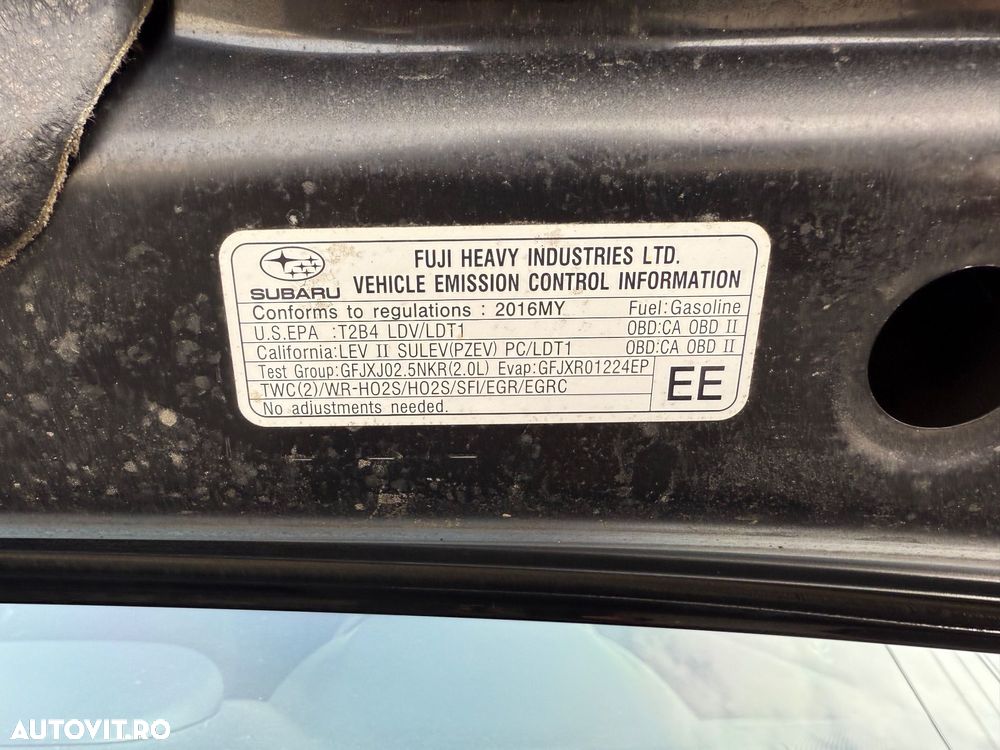 SUBARU
FUJI HEAVY INDUSTRIES LTD.
VEHICLE EMISSION CONTROL INFORMATION
Conforms to regulations : 2016MY Fuel:Gasoline
U.S.EPA :T2B4 LDV/LDT1 OBD:CA OBD II
California:LEV II SULEV(PZEV) PC/LDT1 OBD:CA OBD II
Test Group:GFJXJ02.5NKR(2.0L) Evap:GFJXR01224EP
TWC(2)/WR-HO2S/HO2S/SFI/EGR/EGRC
EE
No adjustments needed.
AUTOVIT.RO